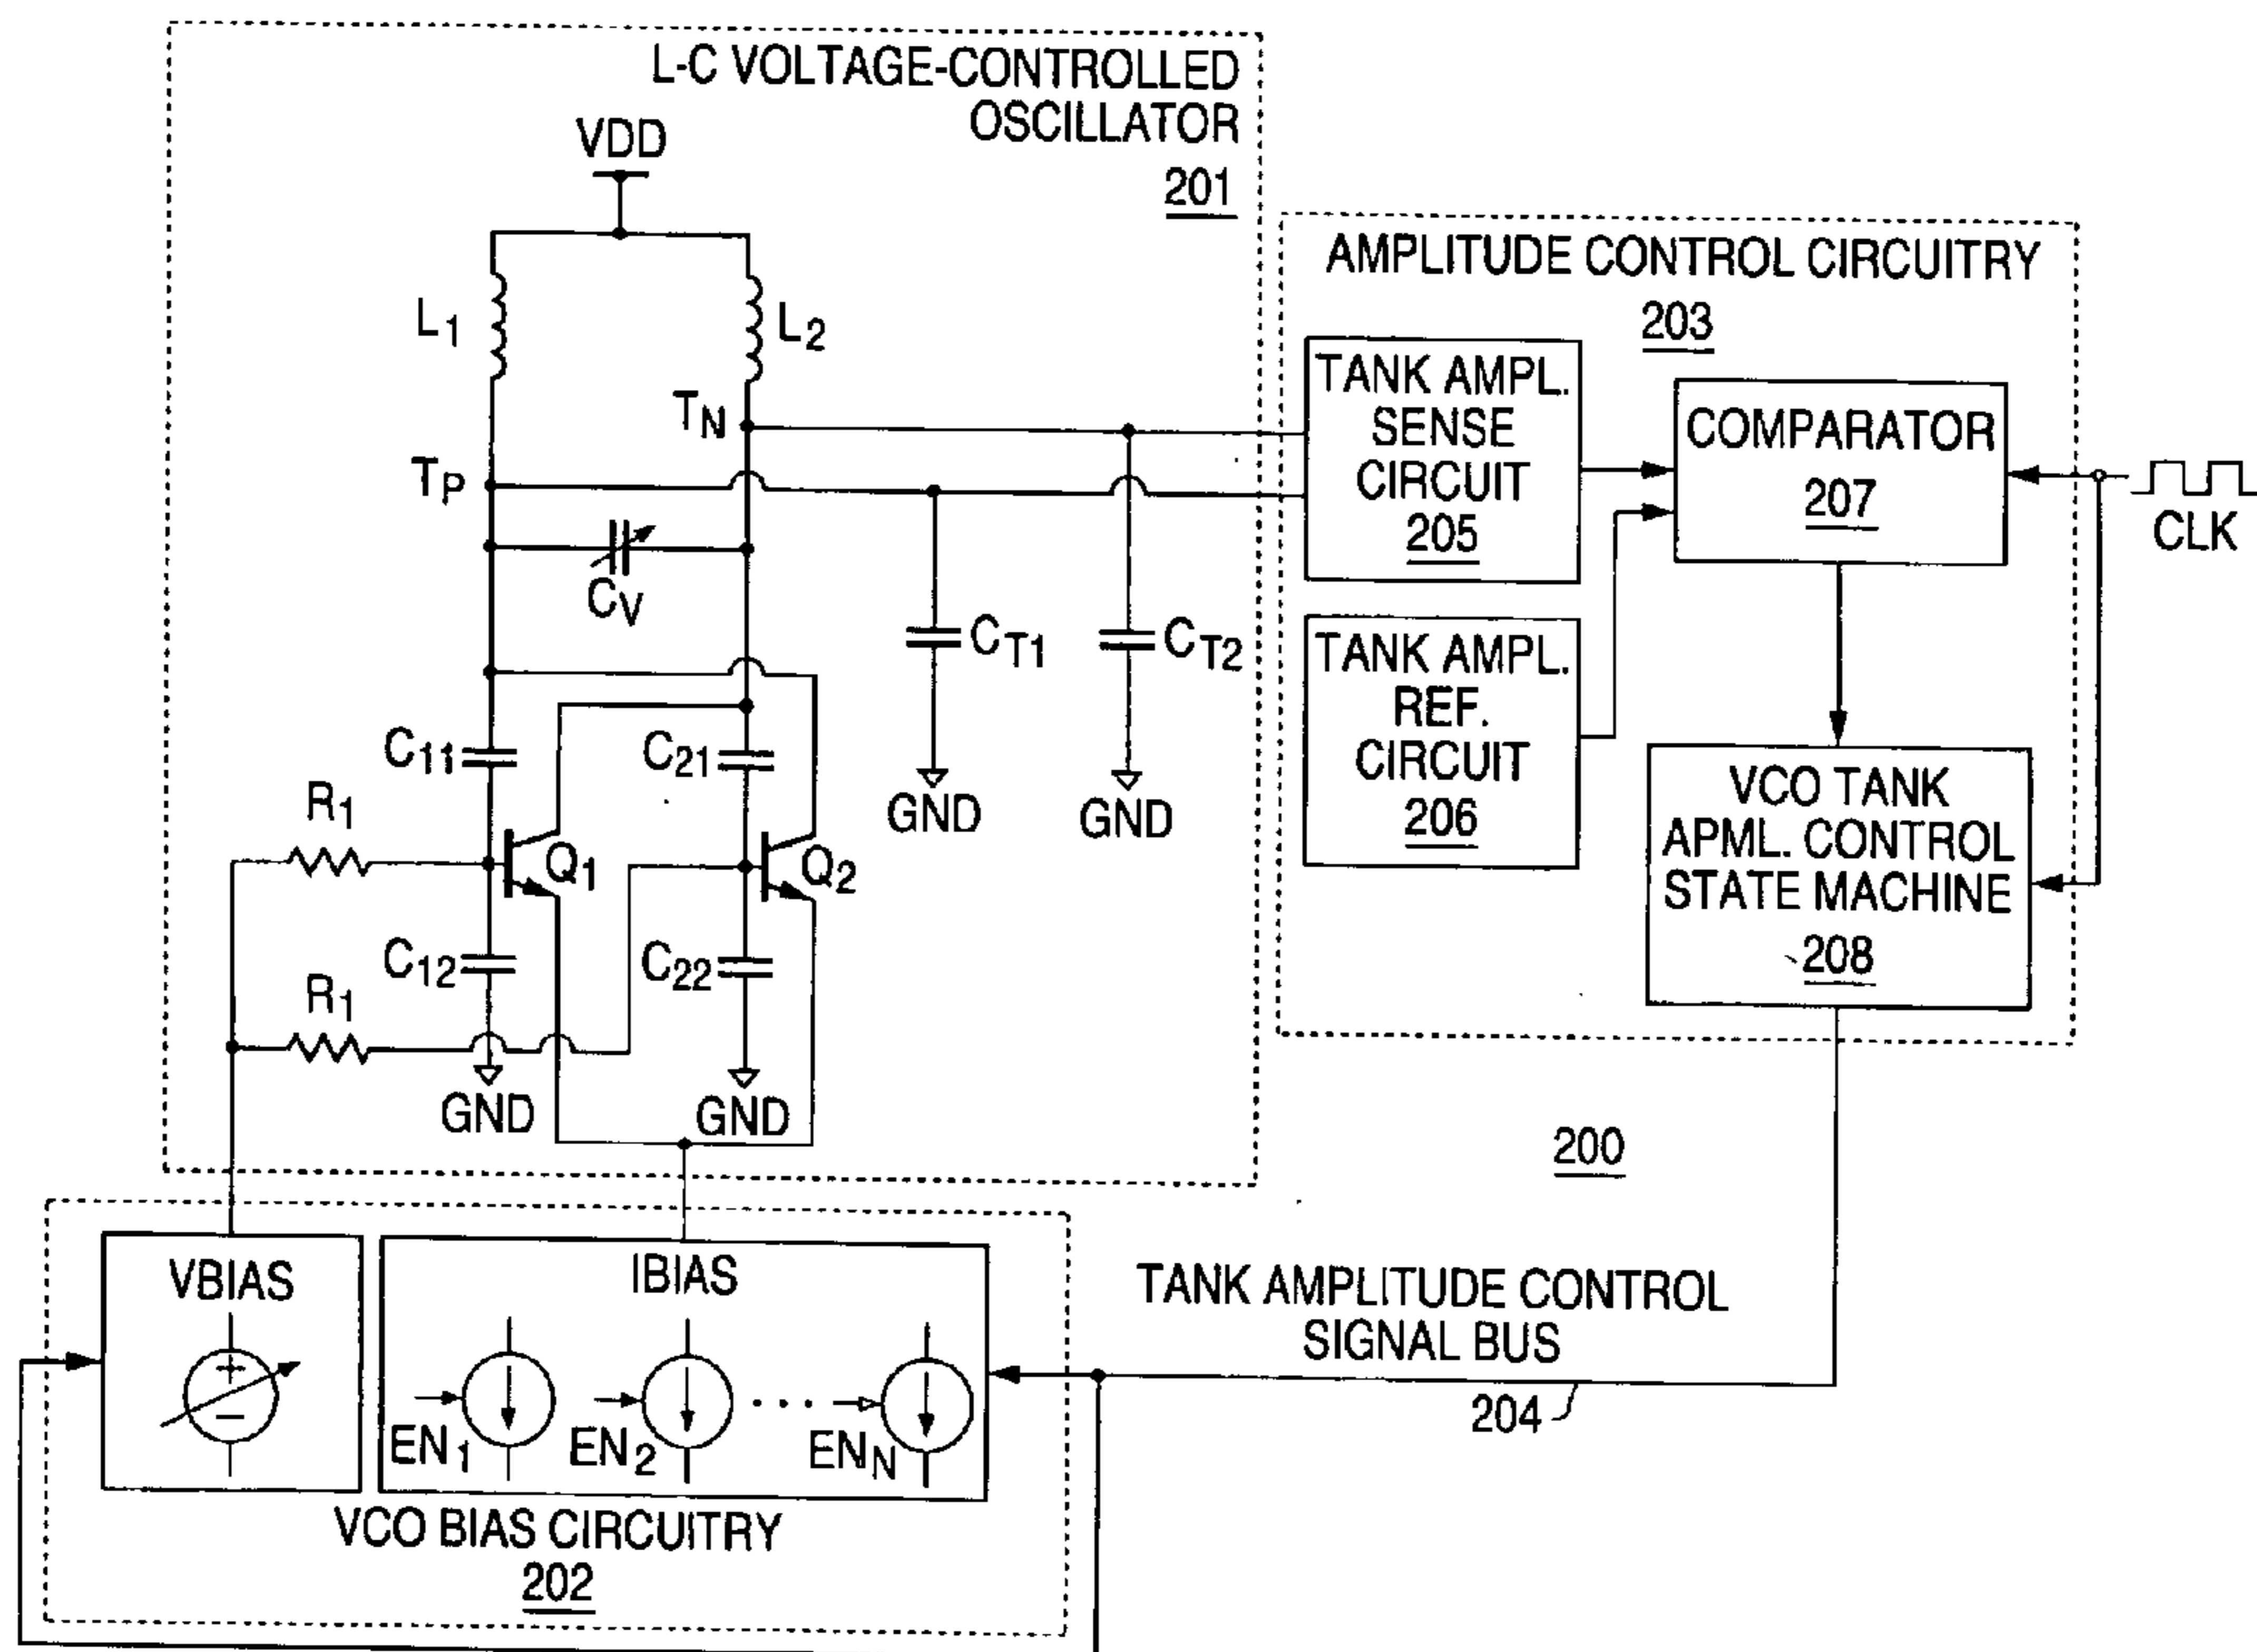 L-C VOLTAGE-CONTROLLED
OSCILLATOR
201
VDD
L1
L2
TN
TP
CV
CT1
CT2
GND
GND
C11
C21
R1
Q1
Q2
C12
C22
R1
GND
GND
AMPLITUDE CONTROL CIRCUITRY
203
TANK AMPL.
SENSE
CIRCUIT
205
COMPARATOR
207
CLK
TANK AMPL.
REF.
CIRCUIT
206
VCO TANK
APML. CONTROL
STATE MACHINE
208
200
VBIAS
+
−
IBIAS
EN1
EN2
....
ENN
VCO BIAS CIRCUITRY
202
TANK AMPLITUDE CONTROL
SIGNAL BUS
204